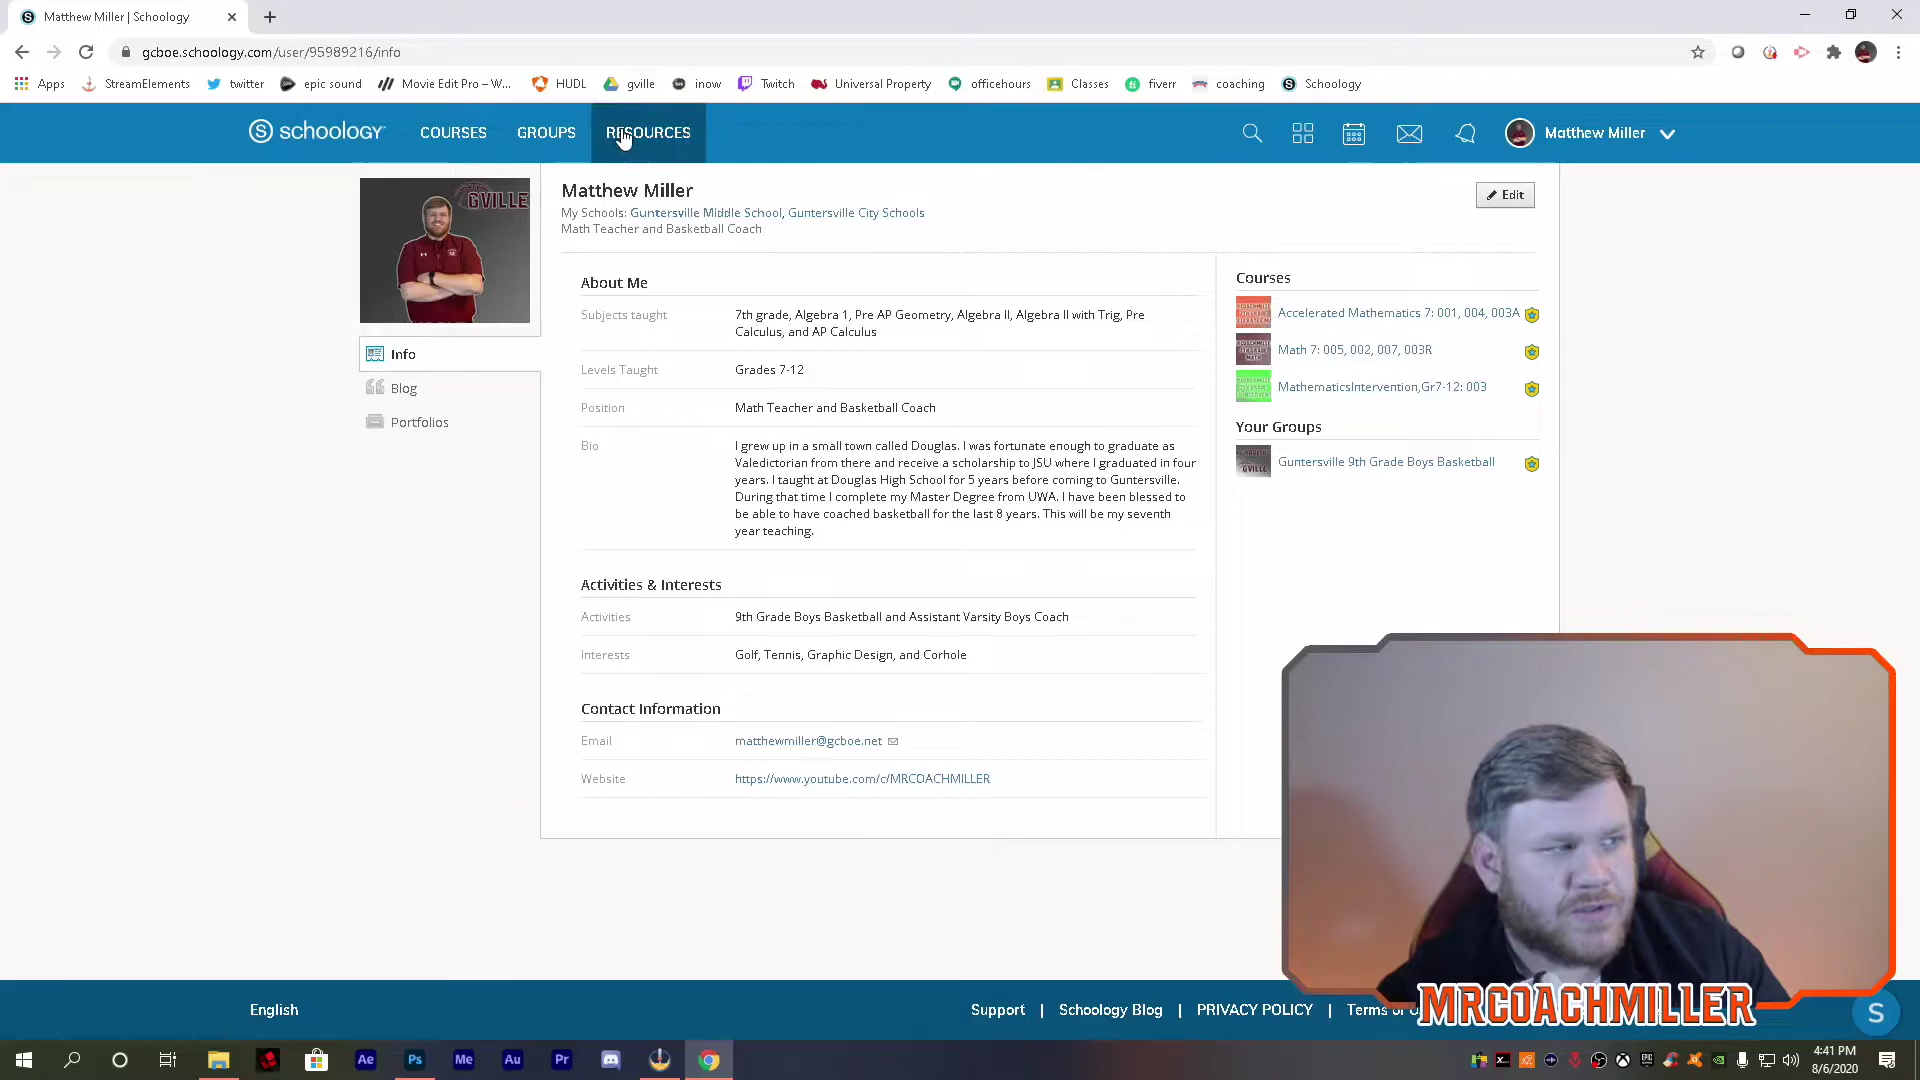 Matthew Miller | Schoology
gcboe.schoology.com/user/95989216/info
Apps StreamElements twitter epic sound Movie Edit Pro – W... HUDL gville inow Twitch Universal Property officehours Classes fiverr coaching Schoology
schoology COURSES GROUPS RESOURCES Matthew Miller
GVILLE
Matthew Miller
Edit
My Schools: Guntersville Middle School, Guntersville City Schools
Math Teacher and Basketball Coach
Info
Blog
Portfolios
About Me
Subjects taught 7th grade, Algebra 1, Pre AP Geometry, Algebra II, Algebra II with Trig, Pre
Calculus, and AP Calculus
Levels Taught Grades 7-12
Position Math Teacher and Basketball Coach
Bio I grew up in a small town called Douglas. I was fortunate enough to graduate as
Valedictorian from there and receive a scholarship to JSU where I graduated in four
years. I taught at Douglas High School for 5 years before coming to Guntersville.
During that time I complete my Master Degree from UWA. I have been blessed to
be able to have coached basketball for the last 8 years. This will be my seventh
year teaching.
Activities & Interests
Activities 9th Grade Boys Basketball and Assistant Varsity Boys Coach
Interests Golf, Tennis, Graphic Design, and Corhole
Contact Information
Email matthewmiller@gcboe.net
Website https://www.youtube.com/c/MRCOACHMILLER
Courses
Accelerated Mathematics 7: 001, 004, 003A
Math 7: 005, 002, 007, 003R
MathematicsIntervention,Gr7-12: 003
Your Groups
Guntersville 9th Grade Boys Basketball
MRCOACHMILLER
English Support | Schoology Blog | PRIVACY POLICY | Terms of U
S
Ae Ps Me Au Pr
4:41 PM
8/6/2020